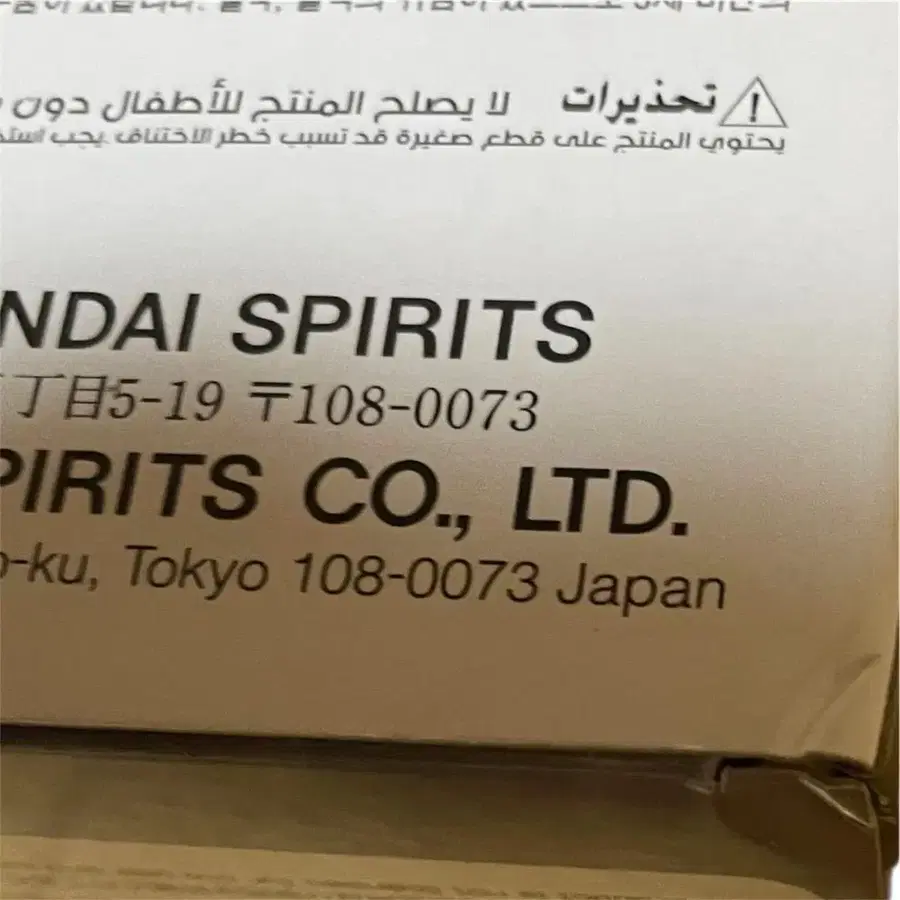 تحذيرات لا يصلح المنتج للأطفال دون
يحتوي المنتج على قطع صغيرة قد تسبب خطر الاختناق. يجب
NDAI SPIRITS
丁目5-19 〒108-0073
PIRITS CO., LTD.
-ku, Tokyo 108-0073 Japan